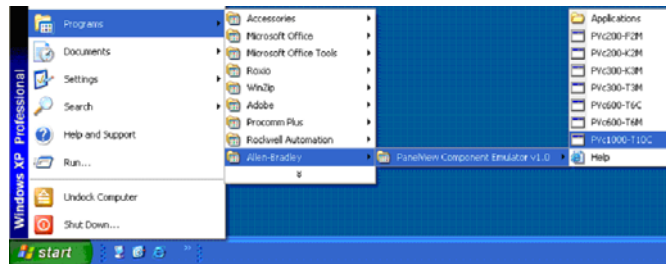 Windows XP Professional
Programs
Documents
Settings
Search
Help and Support
Run...
Undock Computer
Shut Down...
start
Accessories
Microsoft Office
Microsoft Office Tools
Roxio
WinZip
Adobe
Procomm Plus
Rockwell Automation
Allen-Bradley
PanelView Component Emulator v1.0
Applications
PVc200-F2M
PVc200-K2M
PVc300-K3M
PVc300-T3M
PVc600-T6C
PVc600-T6M
PVc1000-T10C
Help